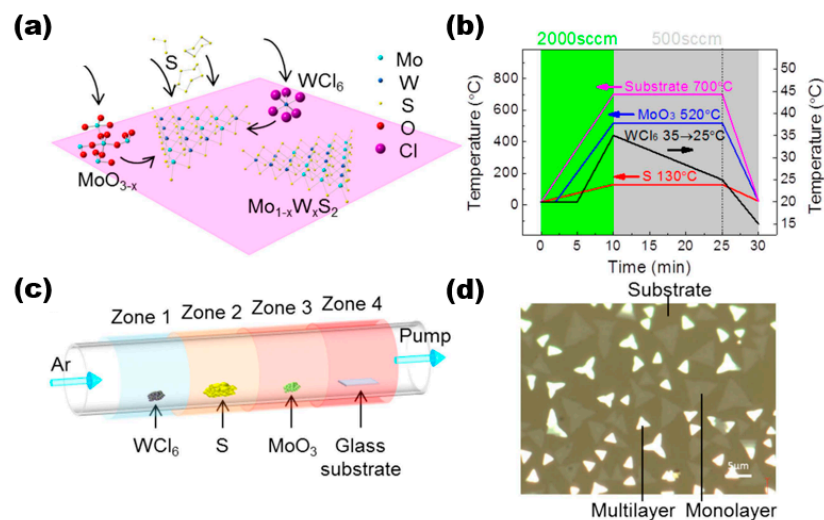 (a)
S
WCl6
Mo
W
S
O
Cl
MoO3-x
Mo1-xWxS2
(b)
2000sccm 500sccm
Temperature (°C)
800
600
400
200
0
Substrate 700°C
MoO3 520°C
WCl6 35→25°C
S 130°C
45
40
35
30
25
20
15
Temperature (°C)
0 5 10 15 20 25 30
Time (min)
(c)
Zone 1 Zone 2 Zone 3 Zone 4
Ar
Pump
WCl6 S MoO3 Glass
substrate
(d)
Substrate
5um
Multilayer Monolayer